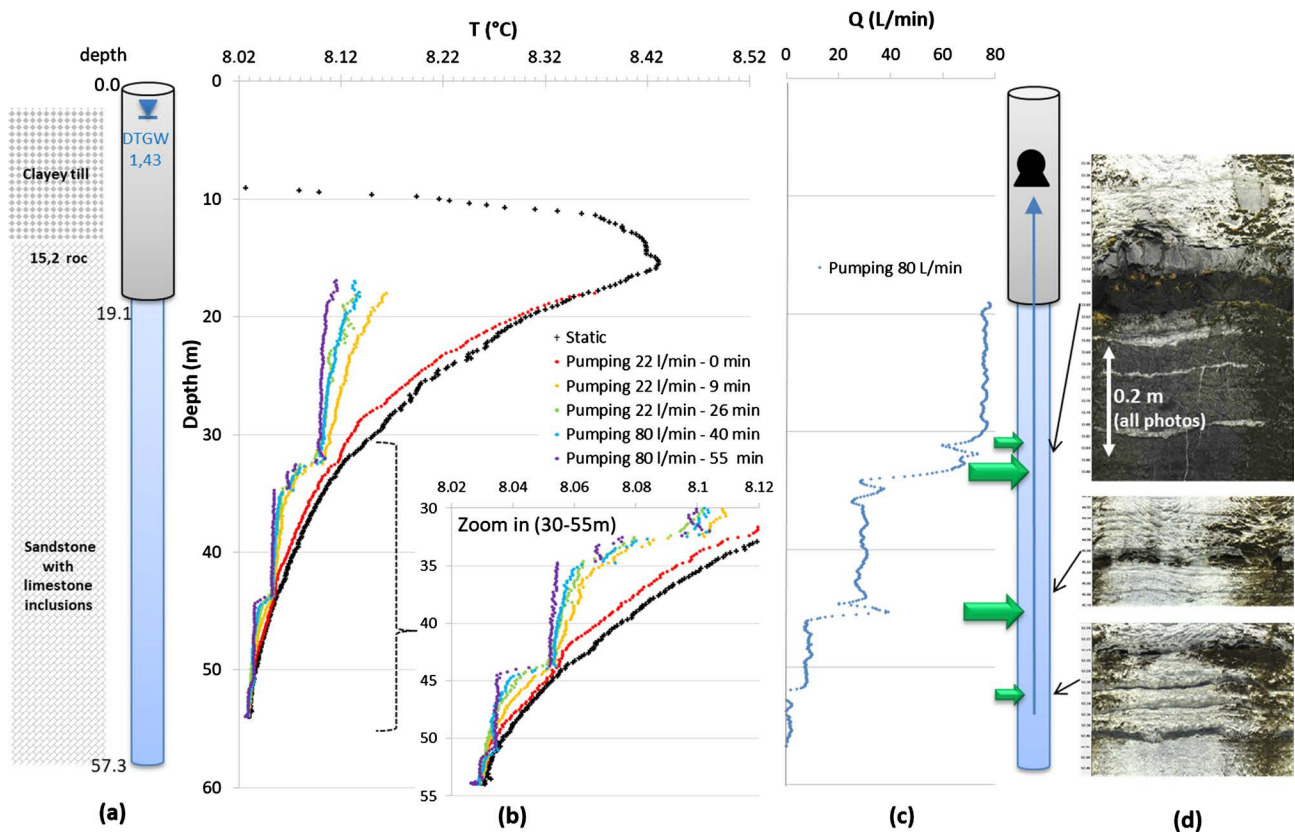 T (°C)
Q (L/min)
8.02 8.12 8.22 8.32 8.42 8.52
0 20 40 60 80
depth
0.0
DTGW
1,43
Clayey till
15,2 roc
19.1
Sandstone
with
limestone
inclusions
57.3
(a)
0
10
20
30
40
50
60
Depth (m)
Static
Pumping 22 l/min - 0 min
Pumping 22 l/min - 9 min
Pumping 22 l/min - 26 min
Pumping 80 l/min - 40 min
Pumping 80 l/min - 55 min
8.02 8.04 8.06 8.08 8.1 8.12
Zoom in (30-55m)
30
35
40
45
50
55
(b)
Pumping 80 L/min
(c)
0.2 m
(all photos)
(d)